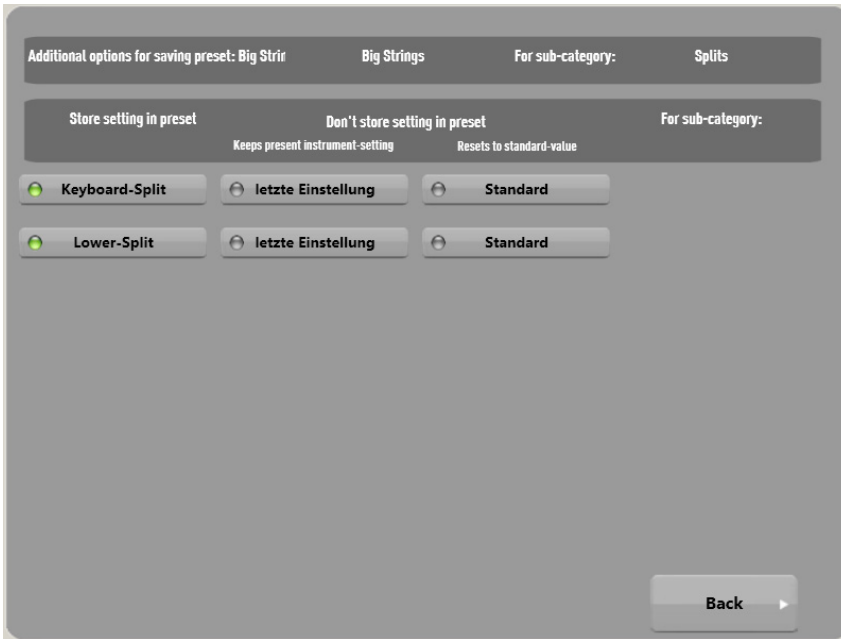 Additional options for saving preset: Big Strin Big Strings For sub-category: Splits
Store setting in preset Don't store setting in preset For sub-category:
Keeps present instrument-setting Resets to standard-value
Keyboard-Split letzte Einstellung Standard
Lower-Split letzte Einstellung Standard
Back